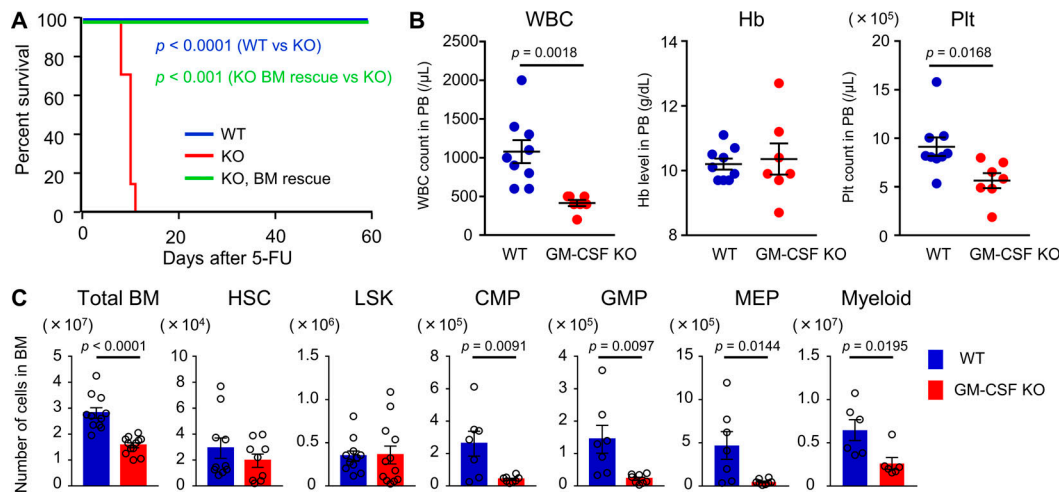 A
100
80
60
40
20
0
Percent survival
p < 0.0001 (WT vs KO)
p < 0.001 (KO BM rescue vs KO)
WT
KO
KO, BM rescue
0 20 40 60
Days after 5-FU
B
WBC
2500
2000
1500
1000
500
0
WBC count in PB (/μL)
p = 0.0018
WT GM-CSF KO
Hb
14
12
10
8
Hb level in PB (g/dL)
WT GM-CSF KO
Plt
(× 10⁵)
20
15
10
5
0
Plt count in PB (/μL)
p = 0.0168
WT GM-CSF KO
C
Number of cells in BM
Total BM
(× 10⁷)
5
4
3
2
1
0
p < 0.0001
HSC
(× 10⁴)
10
8
6
4
2
0
LSK
(× 10⁶)
1.5
1.0
0.5
0
CMP
(× 10⁵)
10
8
6
4
2
0
p = 0.0091
GMP
(× 10⁵)
4
3
2
1
0
p = 0.0097
MEP
(× 10⁵)
15
10
5
0
p = 0.0144
Myeloid
(× 10⁷)
1.5
1.0
0.5
0
p = 0.0195
WT
GM-CSF KO